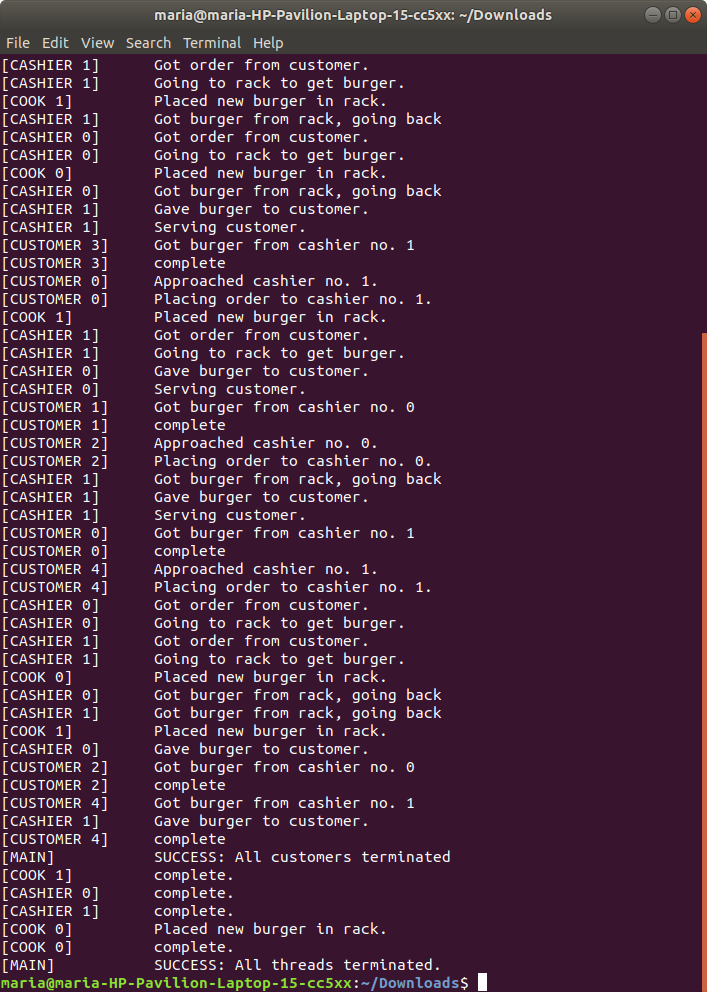 maria@maria-HP-Pavilion-Laptop-15-cc5xx: ~/Downloads
File Edit View Search Terminal Help
[CASHIER 1] Got order from customer.
[CASHIER 1] Going to rack to get burger.
[COOK 1] Placed new burger in rack.
[CASHIER 1] Got burger from rack, going back
[CASHIER 0] Got order from customer.
[CASHIER 0] Going to rack to get burger.
[COOK 0] Placed new burger in rack.
[CASHIER 0] Got burger from rack, going back
[CASHIER 1] Gave burger to customer.
[CASHIER 1] Serving customer.
[CUSTOMER 3] Got burger from cashier no. 1
[CUSTOMER 3] complete
[CUSTOMER 0] Approached cashier no. 1.
[CUSTOMER 0] Placing order to cashier no. 1.
[COOK 1] Placed new burger in rack.
[CASHIER 1] Got order from customer.
[CASHIER 1] Going to rack to get burger.
[CASHIER 0] Gave burger to customer.
[CASHIER 0] Serving customer.
[CUSTOMER 1] Got burger from cashier no. 0
[CUSTOMER 1] complete
[CUSTOMER 2] Approached cashier no. 0.
[CUSTOMER 2] Placing order to cashier no. 0.
[CASHIER 1] Got burger from rack, going back
[CASHIER 1] Gave burger to customer.
[CASHIER 1] Serving customer.
[CUSTOMER 0] Got burger from cashier no. 1
[CUSTOMER 0] complete
[CUSTOMER 4] Approached cashier no. 1.
[CUSTOMER 4] Placing order to cashier no. 1.
[CASHIER 0] Got order from customer.
[CASHIER 0] Going to rack to get burger.
[CASHIER 1] Got order from customer.
[CASHIER 1] Going to rack to get burger.
[COOK 0] Placed new burger in rack.
[CASHIER 0] Got burger from rack, going back
[CASHIER 1] Got burger from rack, going back
[COOK 1] Placed new burger in rack.
[CASHIER 0] Gave burger to customer.
[CUSTOMER 2] Got burger from cashier no. 0
[CUSTOMER 2] complete
[CUSTOMER 4] Got burger from cashier no. 1
[CASHIER 1] Gave burger to customer.
[CUSTOMER 4] complete
[MAIN] SUCCESS: All customers terminated
[COOK 1] complete.
[CASHIER 0] complete.
[CASHIER 1] complete.
[COOK 0] Placed new burger in rack.
[COOK 0] complete.
[MAIN] SUCCESS: All threads terminated.
maria@maria-HP-Pavilion-Laptop-15-cc5xx:~/Downloads$